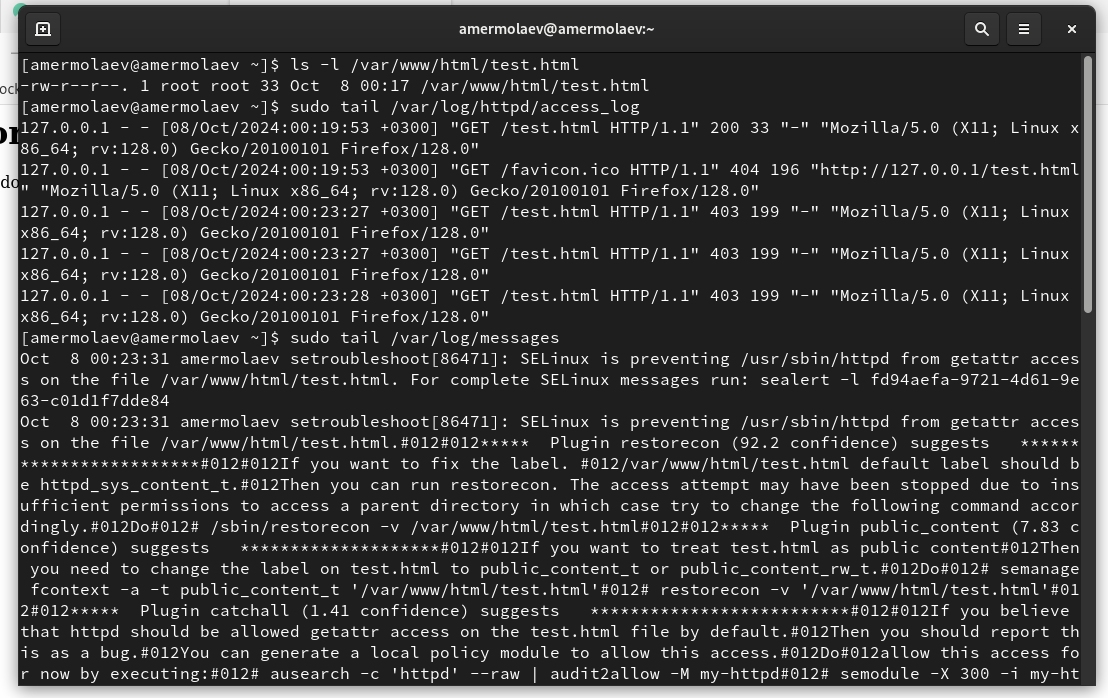 amermolaev@amermolaev:~
[amermolaev@amermolaev ~]$ ls -l /var/www/html/test.html
-rw-r--r--. 1 root root 33 Oct  8 00:17 /var/www/html/test.html
[amermolaev@amermolaev ~]$ sudo tail /var/log/httpd/access_log
127.0.0.1 - - [08/Oct/2024:00:19:53 +0300] "GET /test.html HTTP/1.1" 200 33 "-" "Mozilla/5.0 (X11; Linux x
86_64; rv:128.0) Gecko/20100101 Firefox/128.0"
127.0.0.1 - - [08/Oct/2024:00:19:53 +0300] "GET /favicon.ico HTTP/1.1" 404 196 "http://127.0.0.1/test.html
" "Mozilla/5.0 (X11; Linux x86_64; rv:128.0) Gecko/20100101 Firefox/128.0"
127.0.0.1 - - [08/Oct/2024:00:23:27 +0300] "GET /test.html HTTP/1.1" 403 199 "-" "Mozilla/5.0 (X11; Linux
x86_64; rv:128.0) Gecko/20100101 Firefox/128.0"
127.0.0.1 - - [08/Oct/2024:00:23:27 +0300] "GET /test.html HTTP/1.1" 403 199 "-" "Mozilla/5.0 (X11; Linux
x86_64; rv:128.0) Gecko/20100101 Firefox/128.0"
127.0.0.1 - - [08/Oct/2024:00:23:28 +0300] "GET /test.html HTTP/1.1" 403 199 "-" "Mozilla/5.0 (X11; Linux
x86_64; rv:128.0) Gecko/20100101 Firefox/128.0"
[amermolaev@amermolaev ~]$ sudo tail /var/log/messages
Oct  8 00:23:31 amermolaev setroubleshoot[86471]: SELinux is preventing /usr/sbin/httpd from getattr acces
s on the file /var/www/html/test.html. For complete SELinux messages run: sealert -l fd94aefa-9721-4d61-9e
63-c01d1f7dde84
Oct  8 00:23:31 amermolaev setroubleshoot[86471]: SELinux is preventing /usr/sbin/httpd from getattr acces
s on the file /var/www/html/test.html.#012#012*****  Plugin restorecon (92.2 confidence) suggests   ******
******************#012#012If you want to fix the label. #012/var/www/html/test.html default label should b
e httpd_sys_content_t.#012Then you can run restorecon. The access attempt may have been stopped due to ins
ufficient permissions to access a parent directory in which case try to change the following command accor
dingly.#012Do#012# /sbin/restorecon -v /var/www/html/test.html#012#012*****  Plugin public_content (7.83 c
onfidence) suggests   ********************#012#012If you want to treat test.html as public content#012Then
 you need to change the label on test.html to public_content_t or public_content_rw_t.#012Do#012# semanage
 fcontext -a -t public_content_t '/var/www/html/test.html'#012# restorecon -v '/var/www/html/test.html'#01
2#012*****  Plugin catchall (1.41 confidence) suggests   **************************#012#012If you believe
that httpd should be allowed getattr access on the test.html file by default.#012Then you should report th
is as a bug.#012You can generate a local policy module to allow this access.#012Do#012allow this access fo
r now by executing:#012# ausearch -c 'httpd' --raw | audit2allow -M my-httpd#012# semodule -X 300 -i my-ht